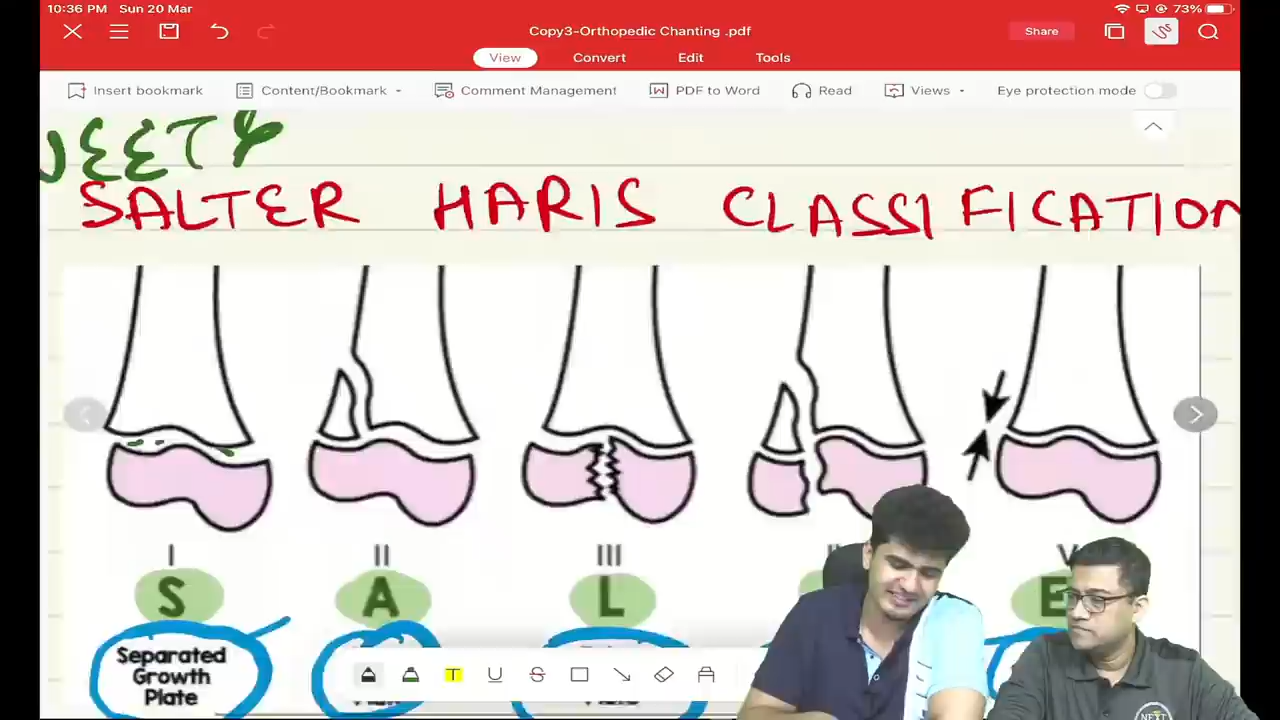 10:36 PM Sun 20 Mar 73%
Copy3-Orthopedic Chanting .pdf
Share
View Convert Edit Tools
Insert bookmark Content/Bookmark Comment Management PDF to Word Read Views Eye protection mode
SALTER HARIS CLASSIFICATION
I II III V
S A L E
Separated
Growth
Plate
T U S
NEXT